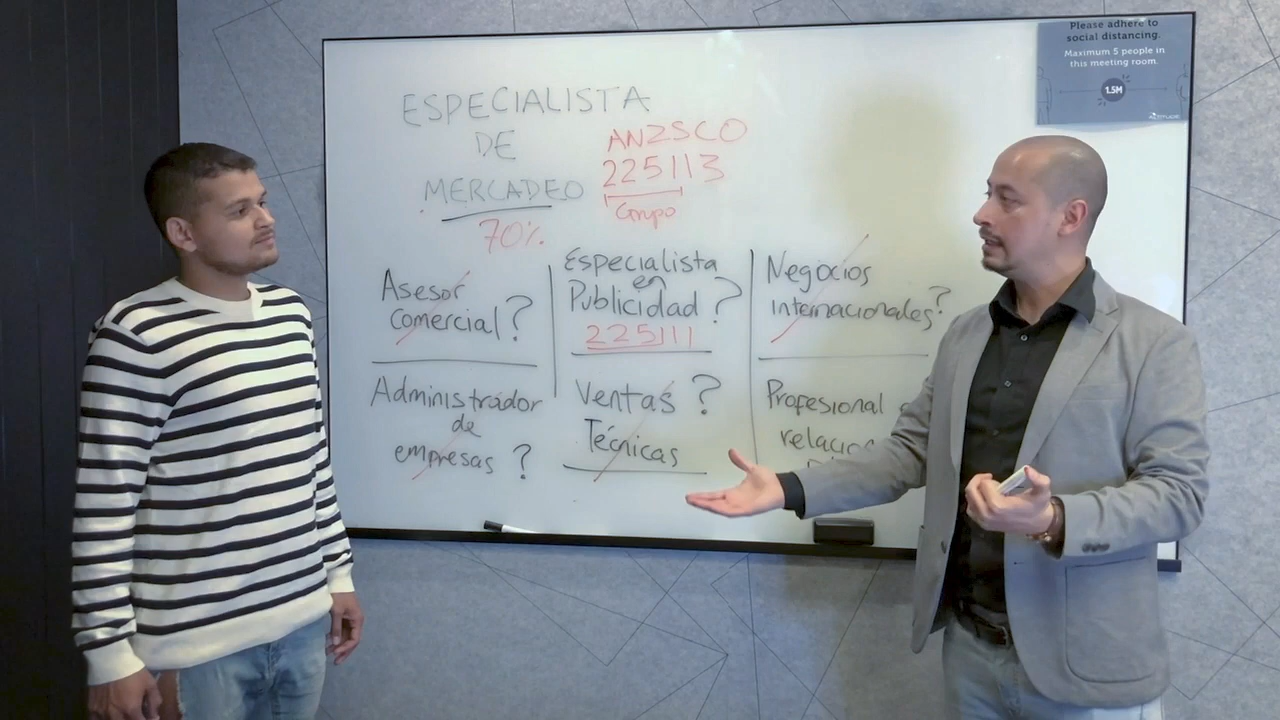 Please adhere to
social distancing.
Maximum 5 people in
this meeting room.
1.5M
ESPECIALISTA
DE
MERCADEO
70%
ANZSCO
225113
Grupo
Asesor
comercial?
Especialista
en
Publicidad?
225111
Negocios
internacionales?
Administrador
de
empresas?
Ventas?
Técnicas
Profesional